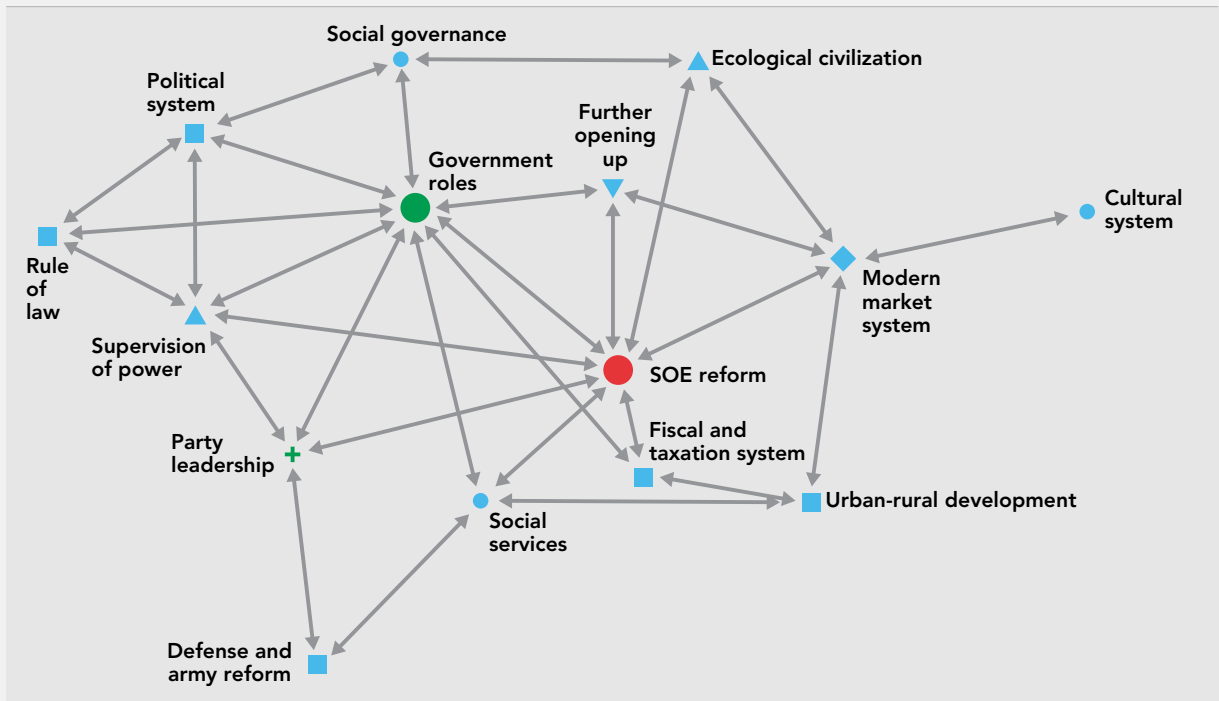 Social governance
Ecological civilization
Political
system
Further
opening
up
Government
roles
Cultural
system
Rule
of
law
Modern
market
system
Supervision
of power
SOE reform
Party
leadership
Fiscal and
taxation system
Urban-rural development
Social
services
Defense and
army reform